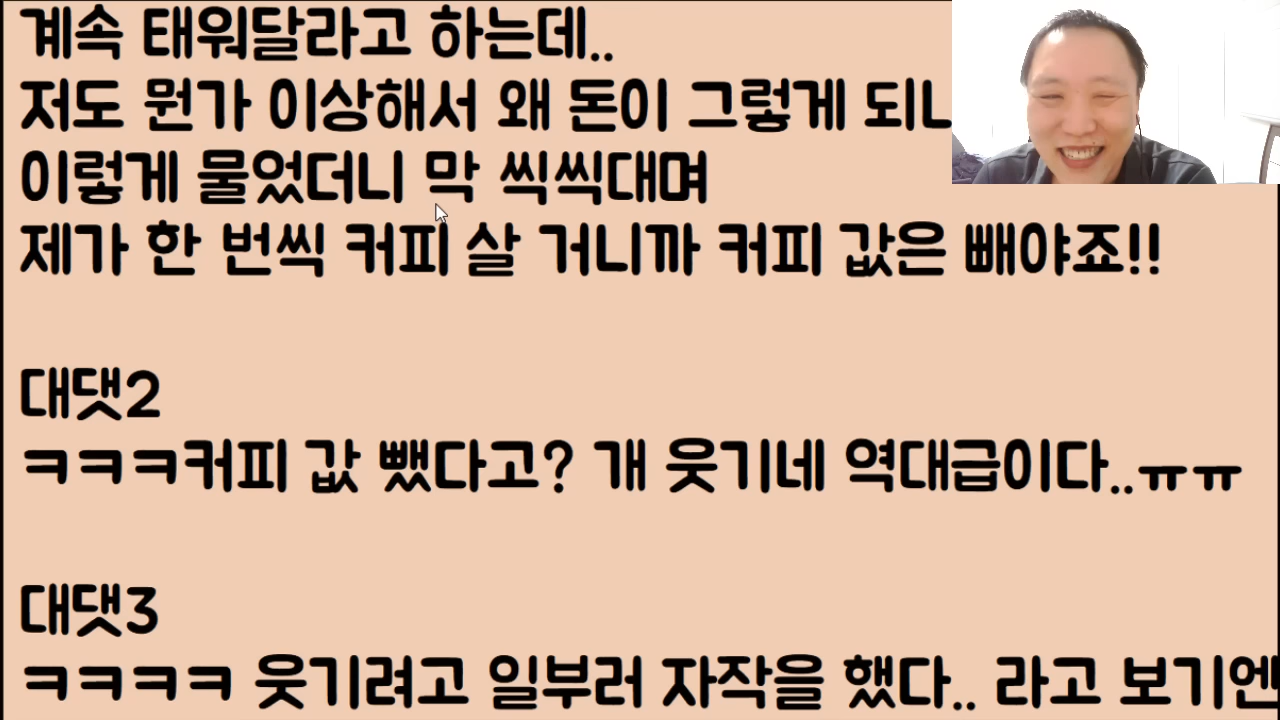 계속 태워달라고 하는데..
저도 뭔가 이상해서 왜 돈이 그렇게
이렇게 물었더니 막 씩씩대며
제가 한 번씩 커피 살 거니까 커피 값은 빼야죠!!
대댓2
ㅋㅋㅋ커피 값 뺐다고? 개 웃기네 역대급이다..ㅠㅠ
대댓3
ㅋㅋㅋㅋ 웃기려고 일부러 자작을 했다.. 라고 보기엔